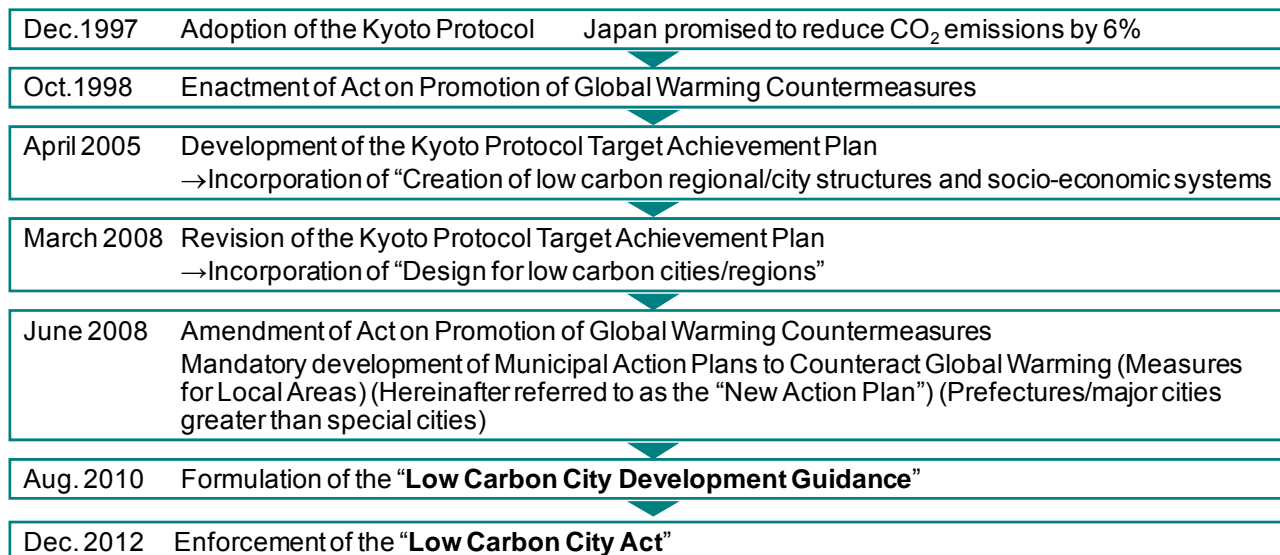 Dec.1997 Adoption of the Kyoto Protocol Japan promised to reduce CO₂ emissions by 6%
Oct.1998 Enactment of Act on Promotion of Global Warming Countermeasures
April 2005 Development of the Kyoto Protocol Target Achievement Plan
→Incorporation of “Creation of low carbon regional/city structures and socio-economic systems
March 2008 Revision of the Kyoto Protocol Target Achievement Plan
→Incorporation of “Design for low carbon cities/regions”
June 2008 Amendment of Act on Promotion of Global Warming Countermeasures
Mandatory development of Municipal Action Plans to Counteract Global Warming (Measures
for Local Areas) (Hereinafter referred to as the “New Action Plan”) (Prefectures/major cities
greater than special cities)
Aug. 2010 Formulation of the “Low Carbon City Development Guidance”
Dec. 2012 Enforcement of the “Low Carbon City Act”